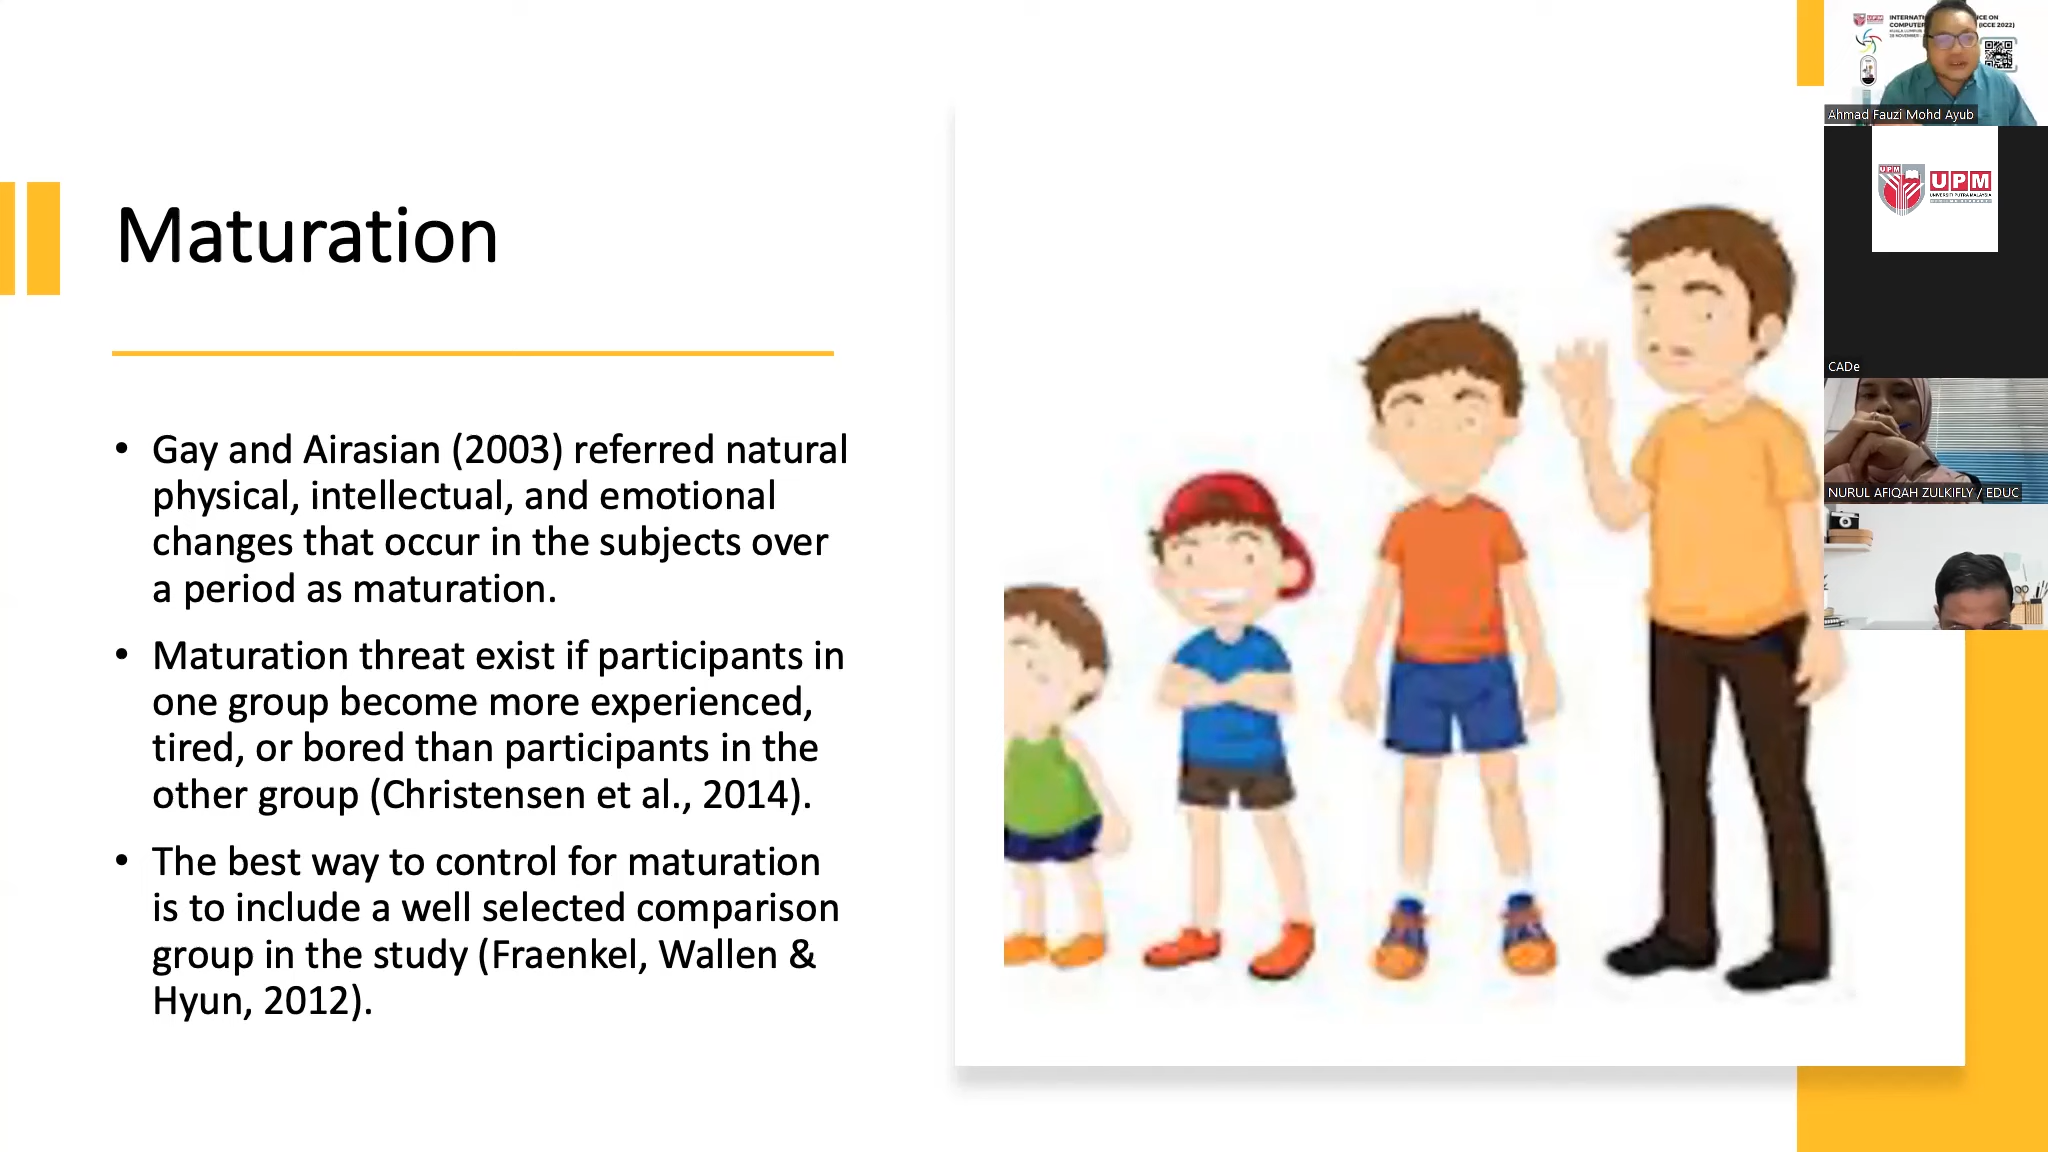 Maturation
• Gay and Airasian (2003) referred natural
physical, intellectual, and emotional
changes that occur in the subjects over
a period as maturation.
• Maturation threat exist if participants in
one group become more experienced,
tired, or bored than participants in the
other group (Christensen et al., 2014).
• The best way to control for maturation
is to include a well selected comparison
group in the study (Fraenkel, Wallen &
Hyun, 2012).
(ICCE 2022)
Ahmad Fauzi Mohd Ayub
UPM
UPM
UNIVERSITI PUTRA MALAYSIA
CADe
NURUL AFIQAH ZULKIFLY / EDUC